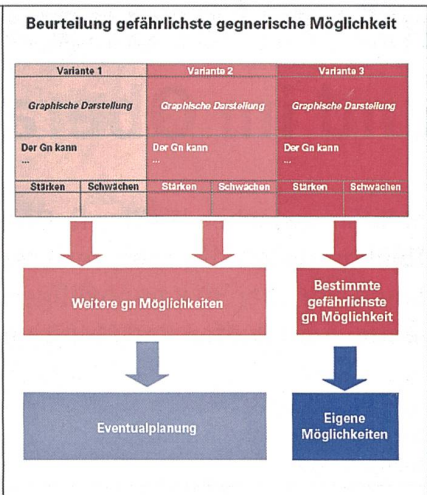 Beurteilung gefährlichste gegnerische Möglichkeit
Variante 1 Variante 2 Variante 3
Graphische Darstellung Graphische Darstellung Graphische Darstellung
Der Gn kann Der Gn kann Der Gn kann
... ... ...
Stärken Schwächen Stärken Schwächen Stärken Schwächen
Weitere gn Möglichkeiten
Bestimmte
gefährlichste
gn Möglichkeit
Eventualplanung
Eigene
Möglichkeiten